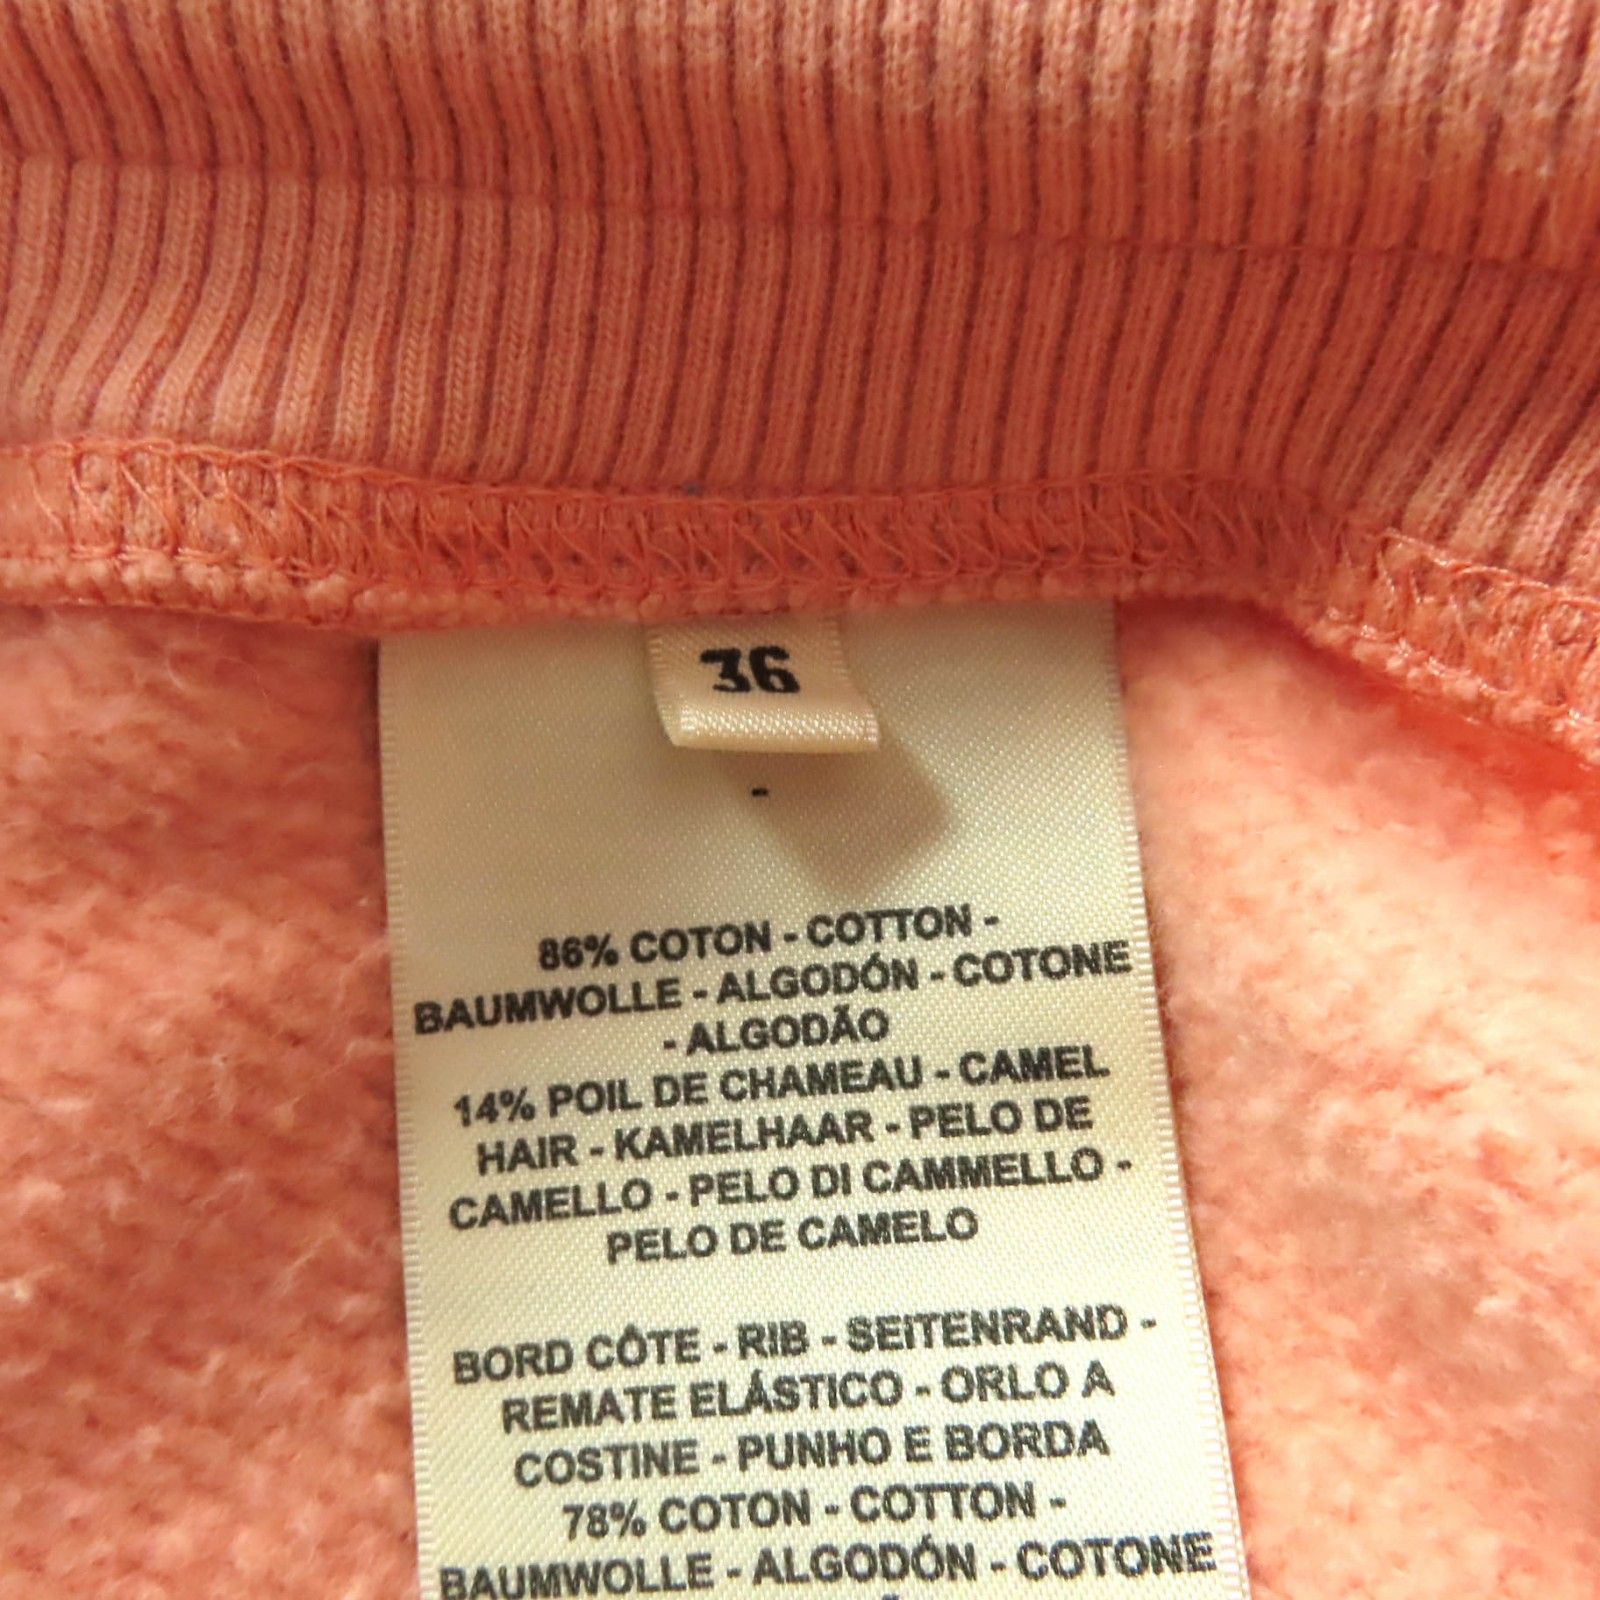 36
-
86% COTON - COTTON -
BAUMWOLLE - ALGODÓN - COTONE
- ALGODÃO
14% POIL DE CHAMEAU - CAMEL
HAIR - KAMELHAAR - PELO DE
CAMELLO - PELO DI CAMMELLO -
PELO DE CAMELO
BORD CÔTE - RIB - SEITENRAND -
REMATE ELÁSTICO - ORLO A
COSTINE - PUNHO E BORDA
78% COTON - COTTON -
BAUMWOLLE - ALGODÓN - COTONE